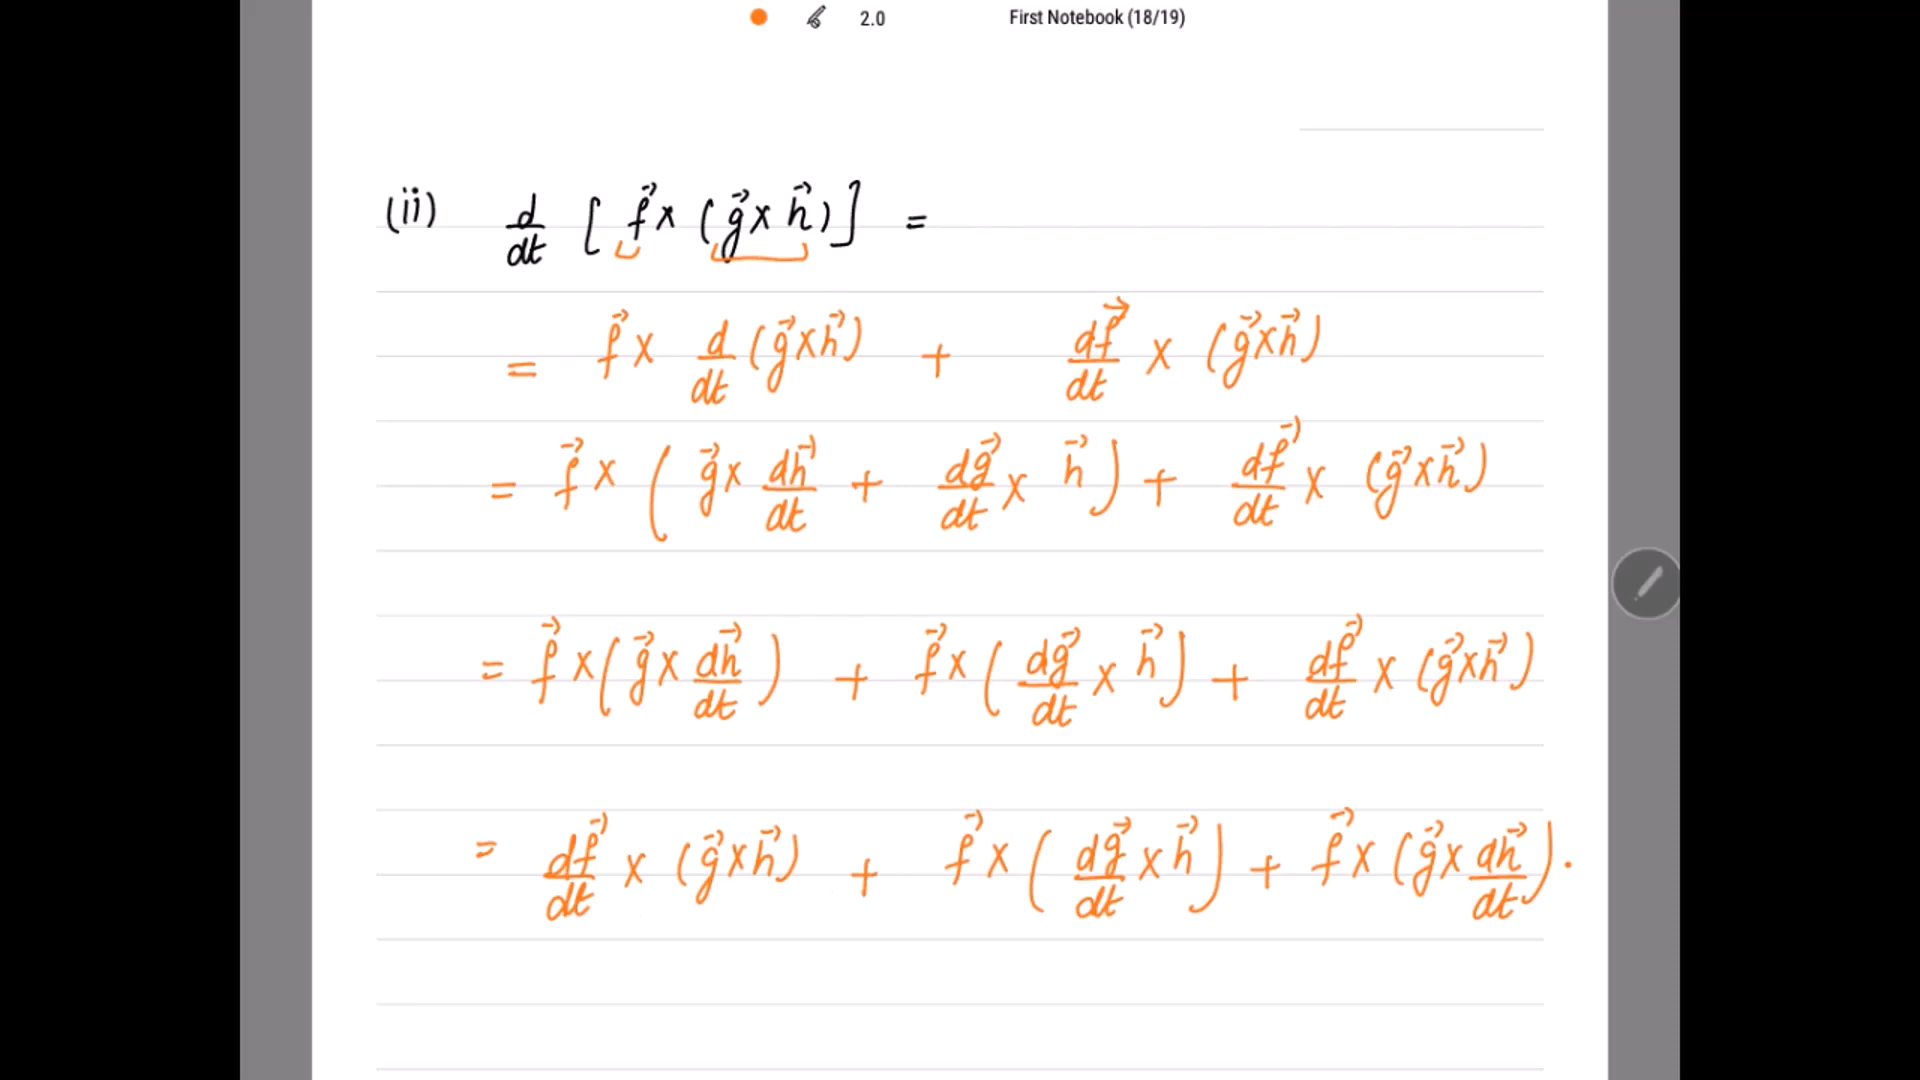 2.0 First Notebook (18/19)
(ii) d/dt [ f⃗ × (g⃗ × h⃗) ] =
= f⃗ × d/dt (g⃗ × h⃗) + df⃗/dt × (g⃗ × h⃗)
= f⃗ × ( g⃗ × dh⃗/dt + dg⃗/dt × h⃗ ) + df⃗/dt × (g⃗ × h⃗)
= f⃗ × ( g⃗ × dh⃗/dt ) + f⃗ × ( dg⃗/dt × h⃗ ) + df⃗/dt × (g⃗ × h⃗)
= df⃗/dt × (g⃗ × h⃗) + f⃗ × ( dg⃗/dt × h⃗ ) + f⃗ × ( g⃗ × dh⃗/dt ).